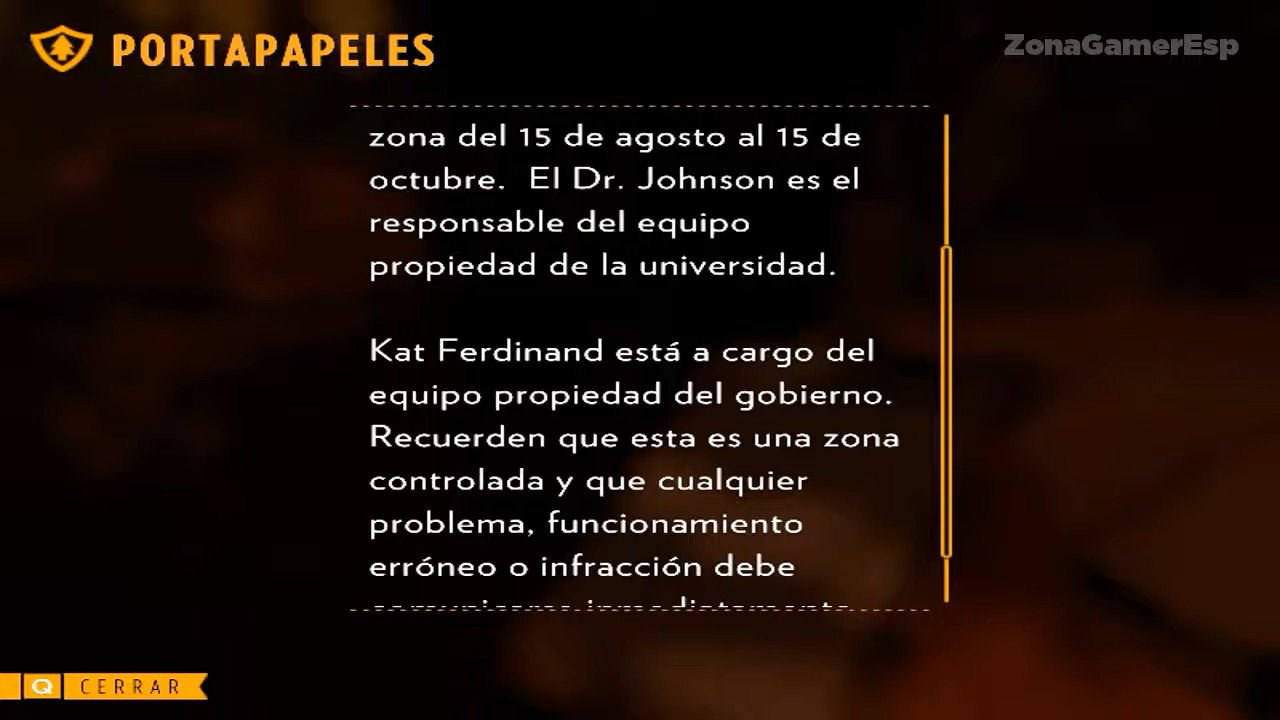 PORTAPAPELES
ZonaGamerEsp
zona del 15 de agosto al 15 de
octubre. El Dr. Johnson es el
responsable del equipo
propiedad de la universidad.
Kat Ferdinand está a cargo del
equipo propiedad del gobierno.
Recuerden que esta es una zona
controlada y que cualquier
problema, funcionamiento
erróneo o infracción debe
Q CERRAR